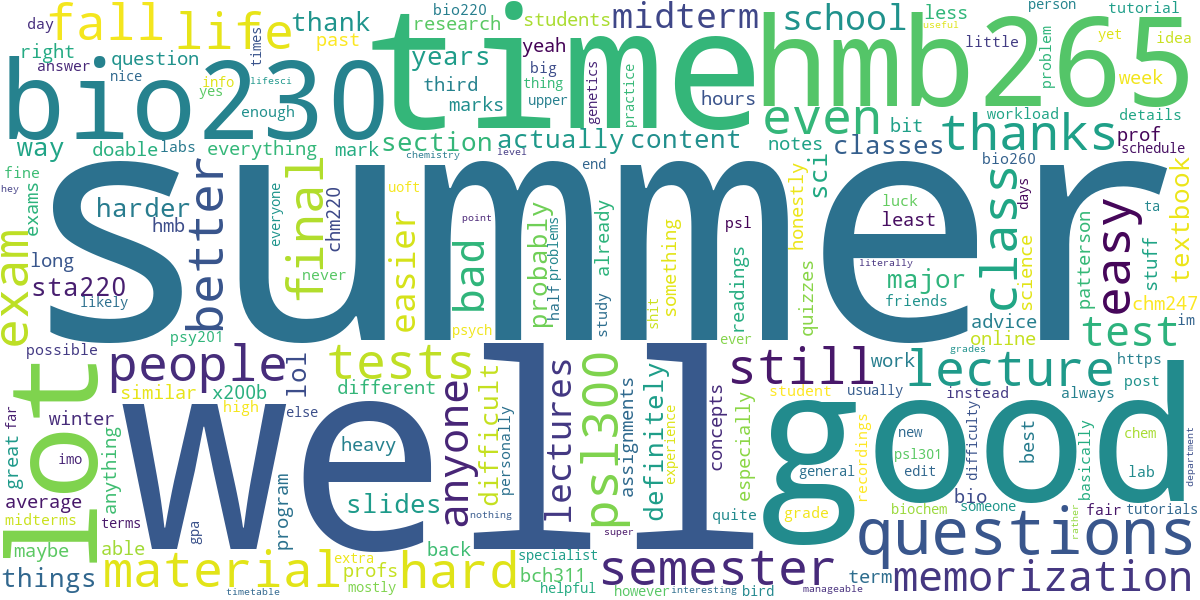 day
fall
life
thank
bio220
research
students
midterm
school
less
person
tutorial
useful
right
answer
question
past
times
yeah
years
time
hmb265
little
problem
yet
idea
nice
info
lifesci
bio230
yes
enough
third
big
thing
marks
upper
genetics
practice
hours
even
bit
workload
week
details
thanks
prof
schedule
way
doable
labs
everything
mark
section
actually
content
notes
classes
chemistry
level
end
sci
bio260
fine
hey
exams
harder
hmb
everyone
final
chm220
uoft
summer
point
psl
honestly
luck
least
class
days
ta
textbook
exam
long
sta220
likely
better
never
easier
bad
probably
half
problems
already
study
something
shit
readings
literally
major
friends
science
patterson
easy
stuff
chm247
im
possible
psy201
psych
ever
quizzes
advice
online
test
people
lol
tests
still
work
lecture
grades
https
post
similar
x200b
different
high
else
anyone
difficult
personally
lectures
psl300
assignments
definitely
experience
concepts
especially
student
usually
instead
always
lot
great
far
winter
imo
anything
well
heavy
good
recordings
new
psl301
edit
general
difficulty
best
basically
chem
lab
department
average
midterms
terms
gpa
program
slides
nothing
quite
grade
bio
biochem
someone
rather
fair
tutorials
maybe
able
back
super
questions
things
material
extra
timetable
profs
mostly
hard
specialist
bch311
helpful
semester
however
interesting
bird
manageable
term
memorization